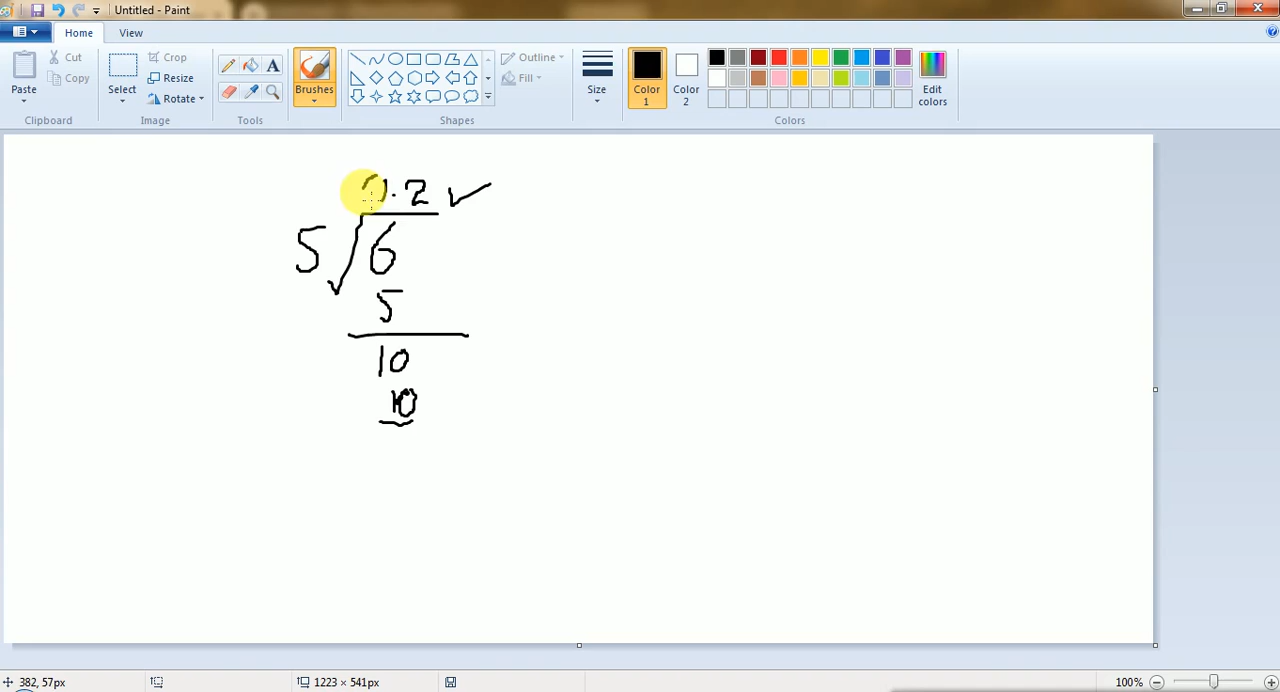 Untitled - Paint
Home View
Paste
Cut
Copy
Clipboard
Select
Crop
Resize
Rotate
Image
A
Tools
Brushes
Outline
Fill
Shapes
Size
Color 1
Color 2
Edit colors
Colors
.2 ✓
5 6
5
10
10
382, 57px
1223 × 541px
100%